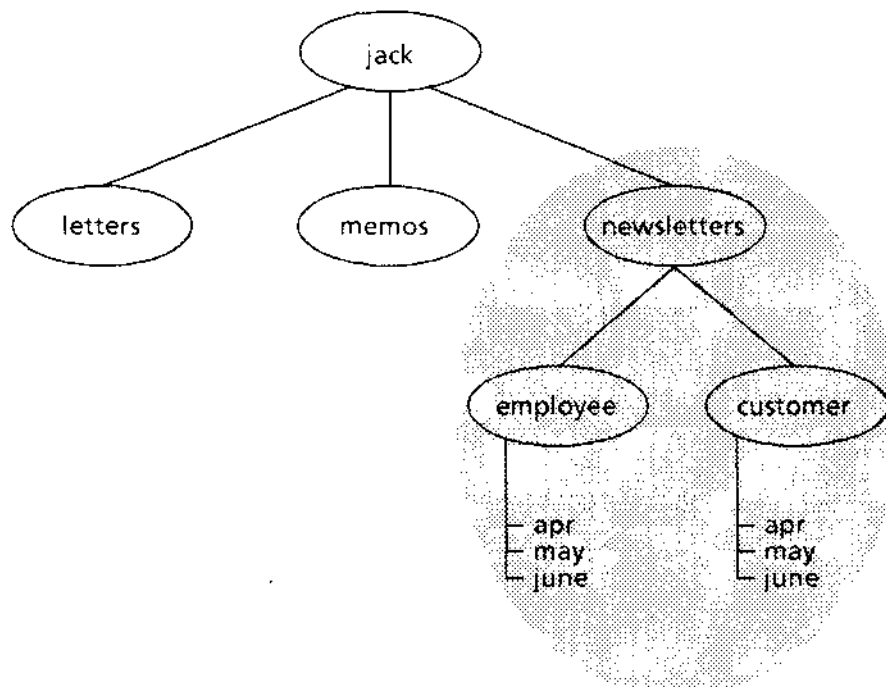 jack
letters memos newsletters
employee customer
apr apr
may may
june june